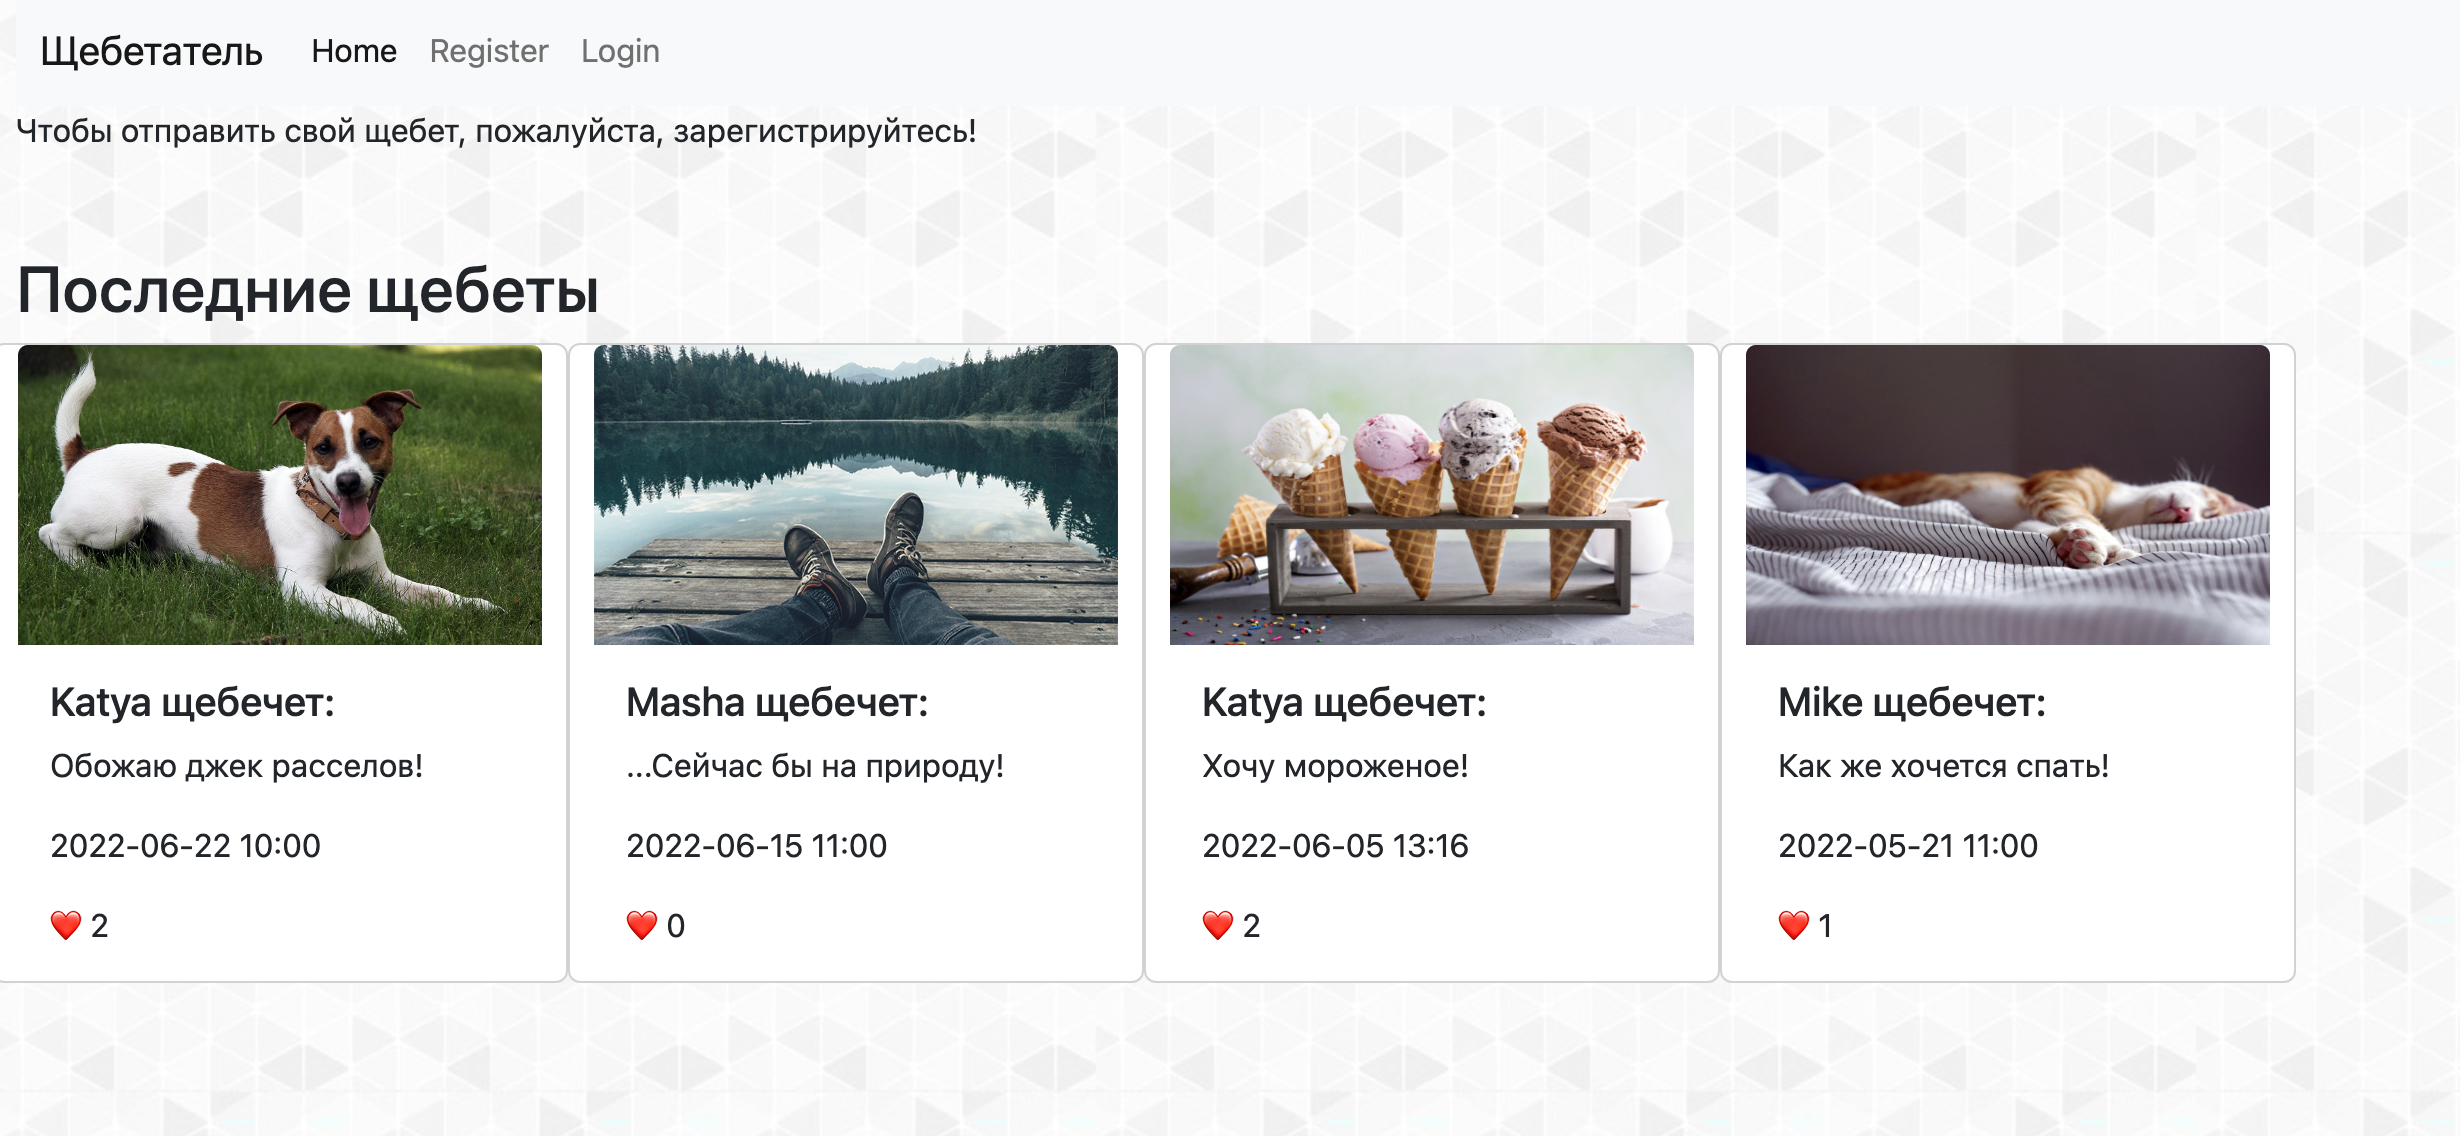 Щебетатель Home Register Login
Чтобы отправить свой щебет, пожалуйста, зарегистрируйтесь!
Последние щебеты
Katya щебечет:
Обожаю джек расселов!
2022-06-22 10:00
❤️ 2
Masha щебечет:
...Сейчас бы на природу!
2022-06-15 11:00
❤️ 0
Katya щебечет:
Хочу мороженое!
2022-06-05 13:16
❤️ 2
Mike щебечет:
Как же хочется спать!
2022-05-21 11:00
❤️ 1